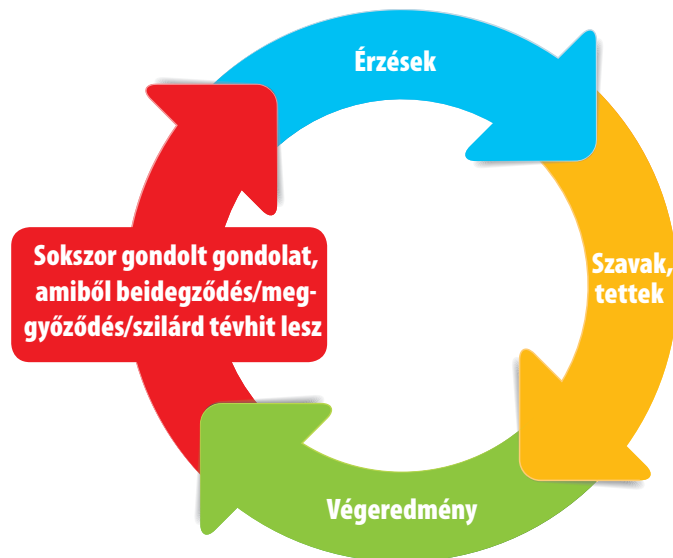 Érzések
Sokszor gondolt gondolat,
amiből beidegződés/meg-
győződés/szilárd tévhit lesz
Szavak,
tettek
Végeredmény